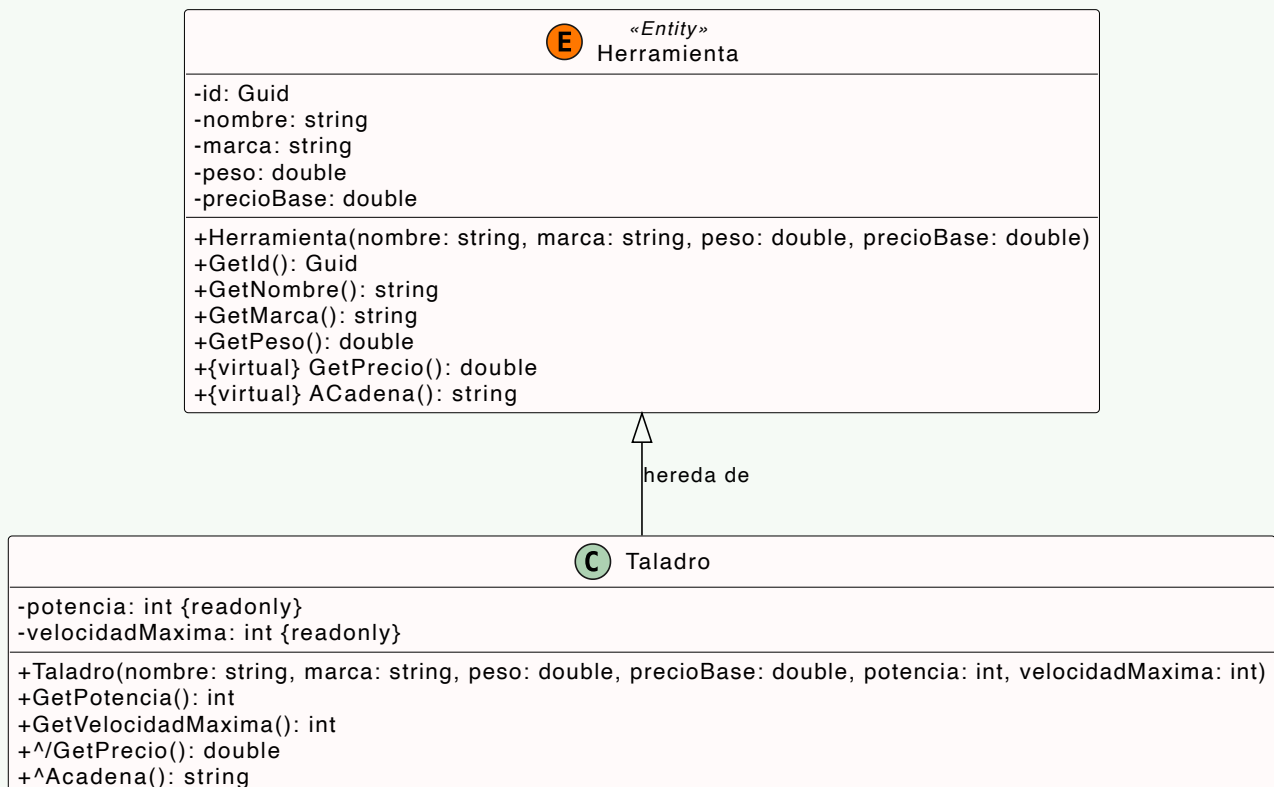 E
«Entity»
Herramienta
-id: Guid
-nombre: string
-marca: string
-peso: double
-precioBase: double
+Herramienta(nombre: string, marca: string, peso: double, precioBase: double)
+GetId(): Guid
+GetNombre(): string
+GetMarca(): string
+GetPeso(): double
+{virtual} GetPrecio(): double
+{virtual} ACadena(): string
hereda de
C Taladro
-potencia: int {readonly}
-velocidadMaxima: int {readonly}
+Taladro(nombre: string, marca: string, peso: double, precioBase: double, potencia: int, velocidadMaxima: int)
+GetPotencia(): int
+GetVelocidadMaxima(): int
+^/GetPrecio(): double
+^Acadena(): string